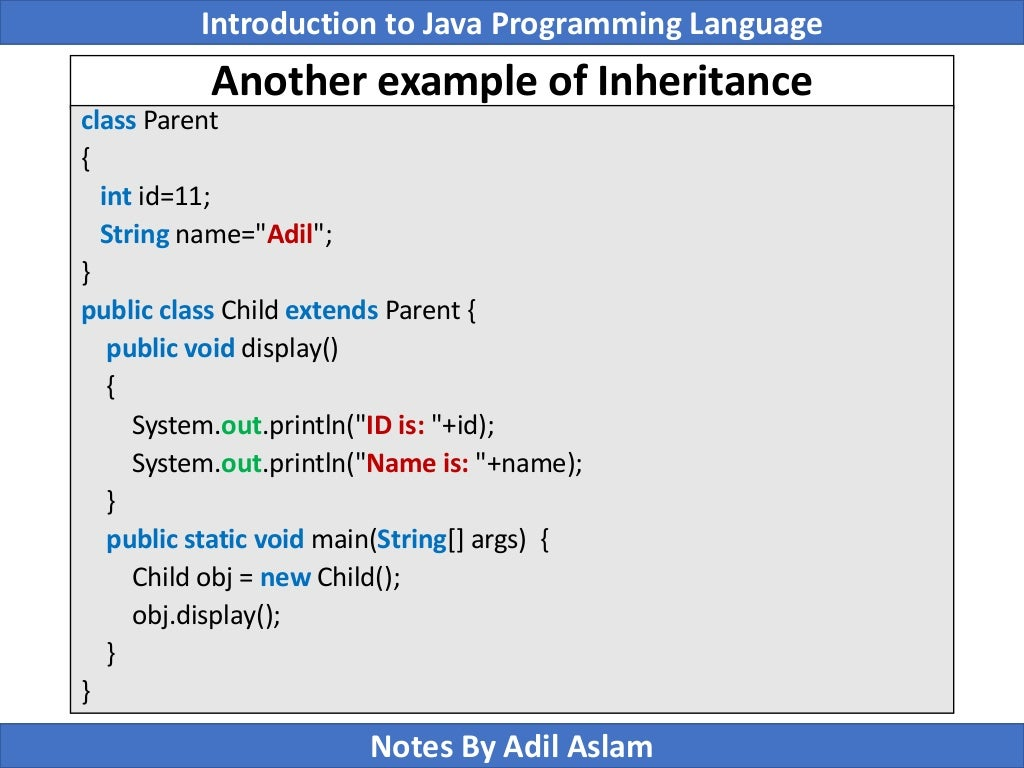 Introduction to Java Programming Language
Another example of Inheritance
class Parent
{
int id=11;
String name="Adil";
}
public class Child extends Parent {
public void display()
{
System.out.println("ID is: "+id);
System.out.println("Name is: "+name);
}
public static void main(String[] args)  {
Child obj = new Child();
obj.display();
}
}
Notes By Adil Aslam